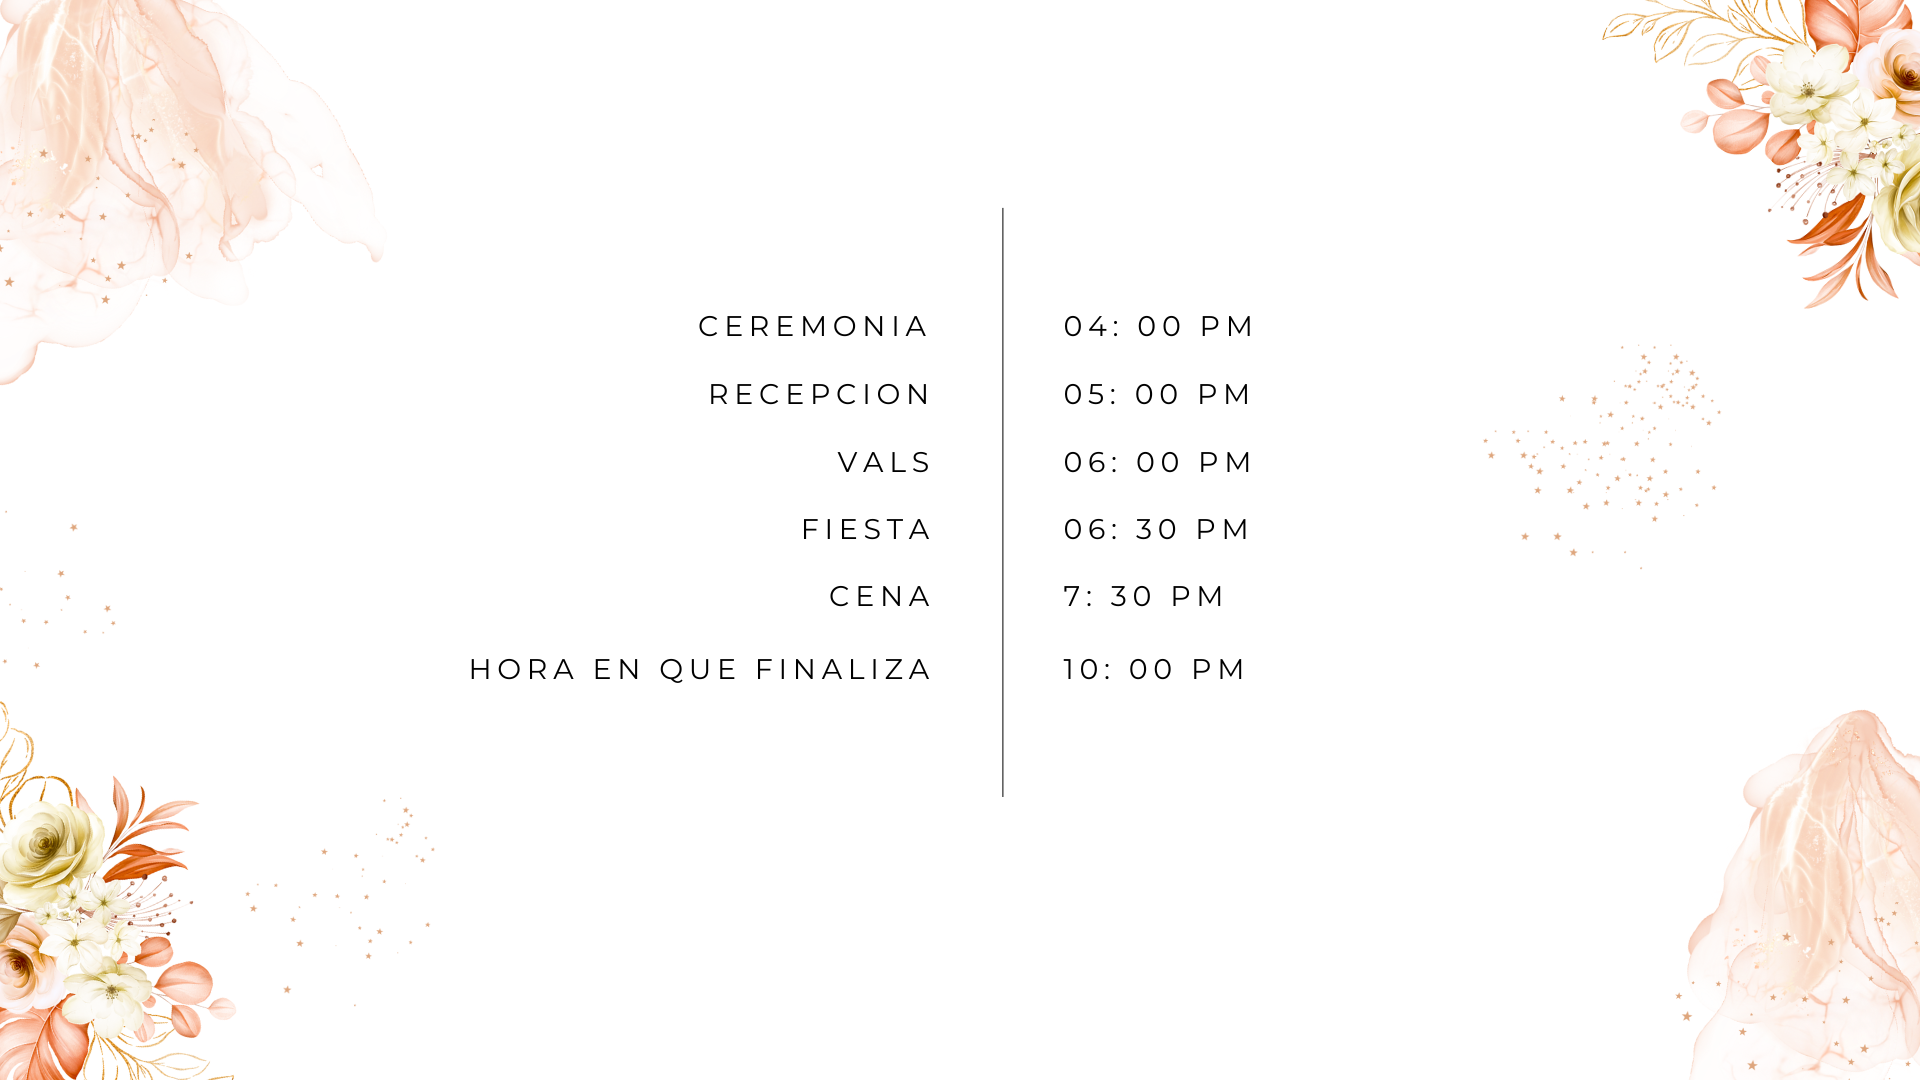 CEREMONIA 04: 00 PM
RECEPCION 05: 00 PM
VALS 06: 00 PM
FIESTA 06: 30 PM
CENA 7: 30 PM
HORA EN QUE FINALIZA 10: 00 PM